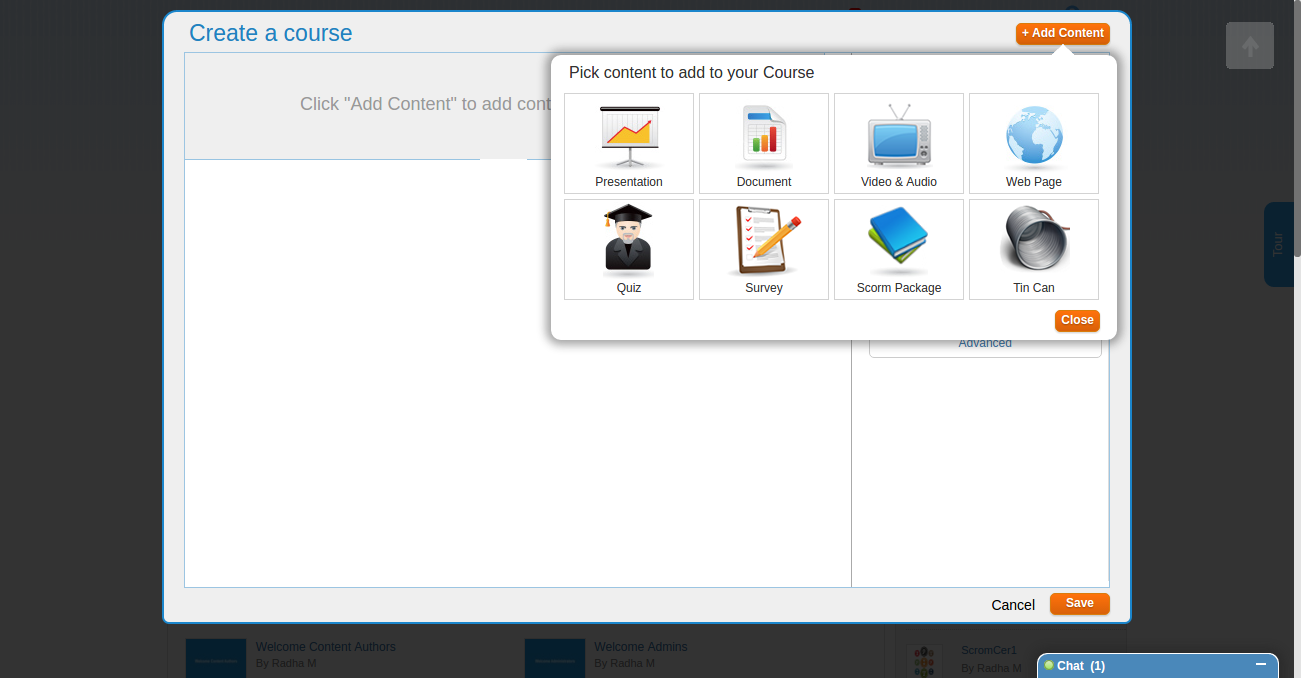 Create a course
+ Add Content
Pick content to add to your Course
Click "Add Content" to add cont
Presentation
Document
Video & Audio
Web Page
Quiz
Survey
Scorm Package
Tin Can
Close
Advanced
Tour
Cancel
Save
Welcome Content Authors
By Radha M
Welcome Admins
By Radha M
ScromCer1
By Radha M
Chat (1)